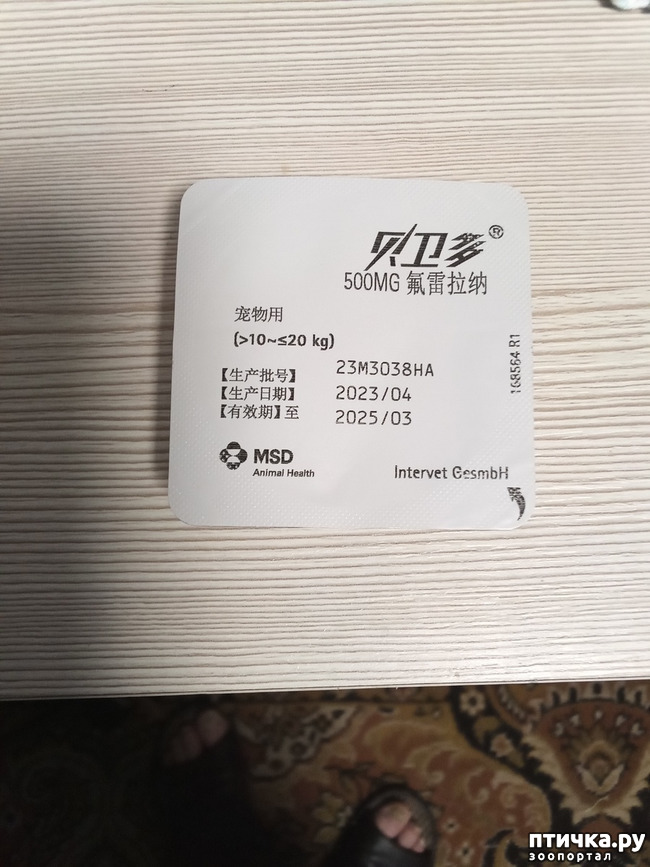 贝卫多®
500MG 氟雷拉纳
宠物用
(>10~≤20 kg)
【生产批号】 23M3038HA
【生产日期】 2023/04
【有效期】至 2025/03
168564 R1
MSD
Animal Health
Intervet GesmbH
птичка.ру
зоопортал